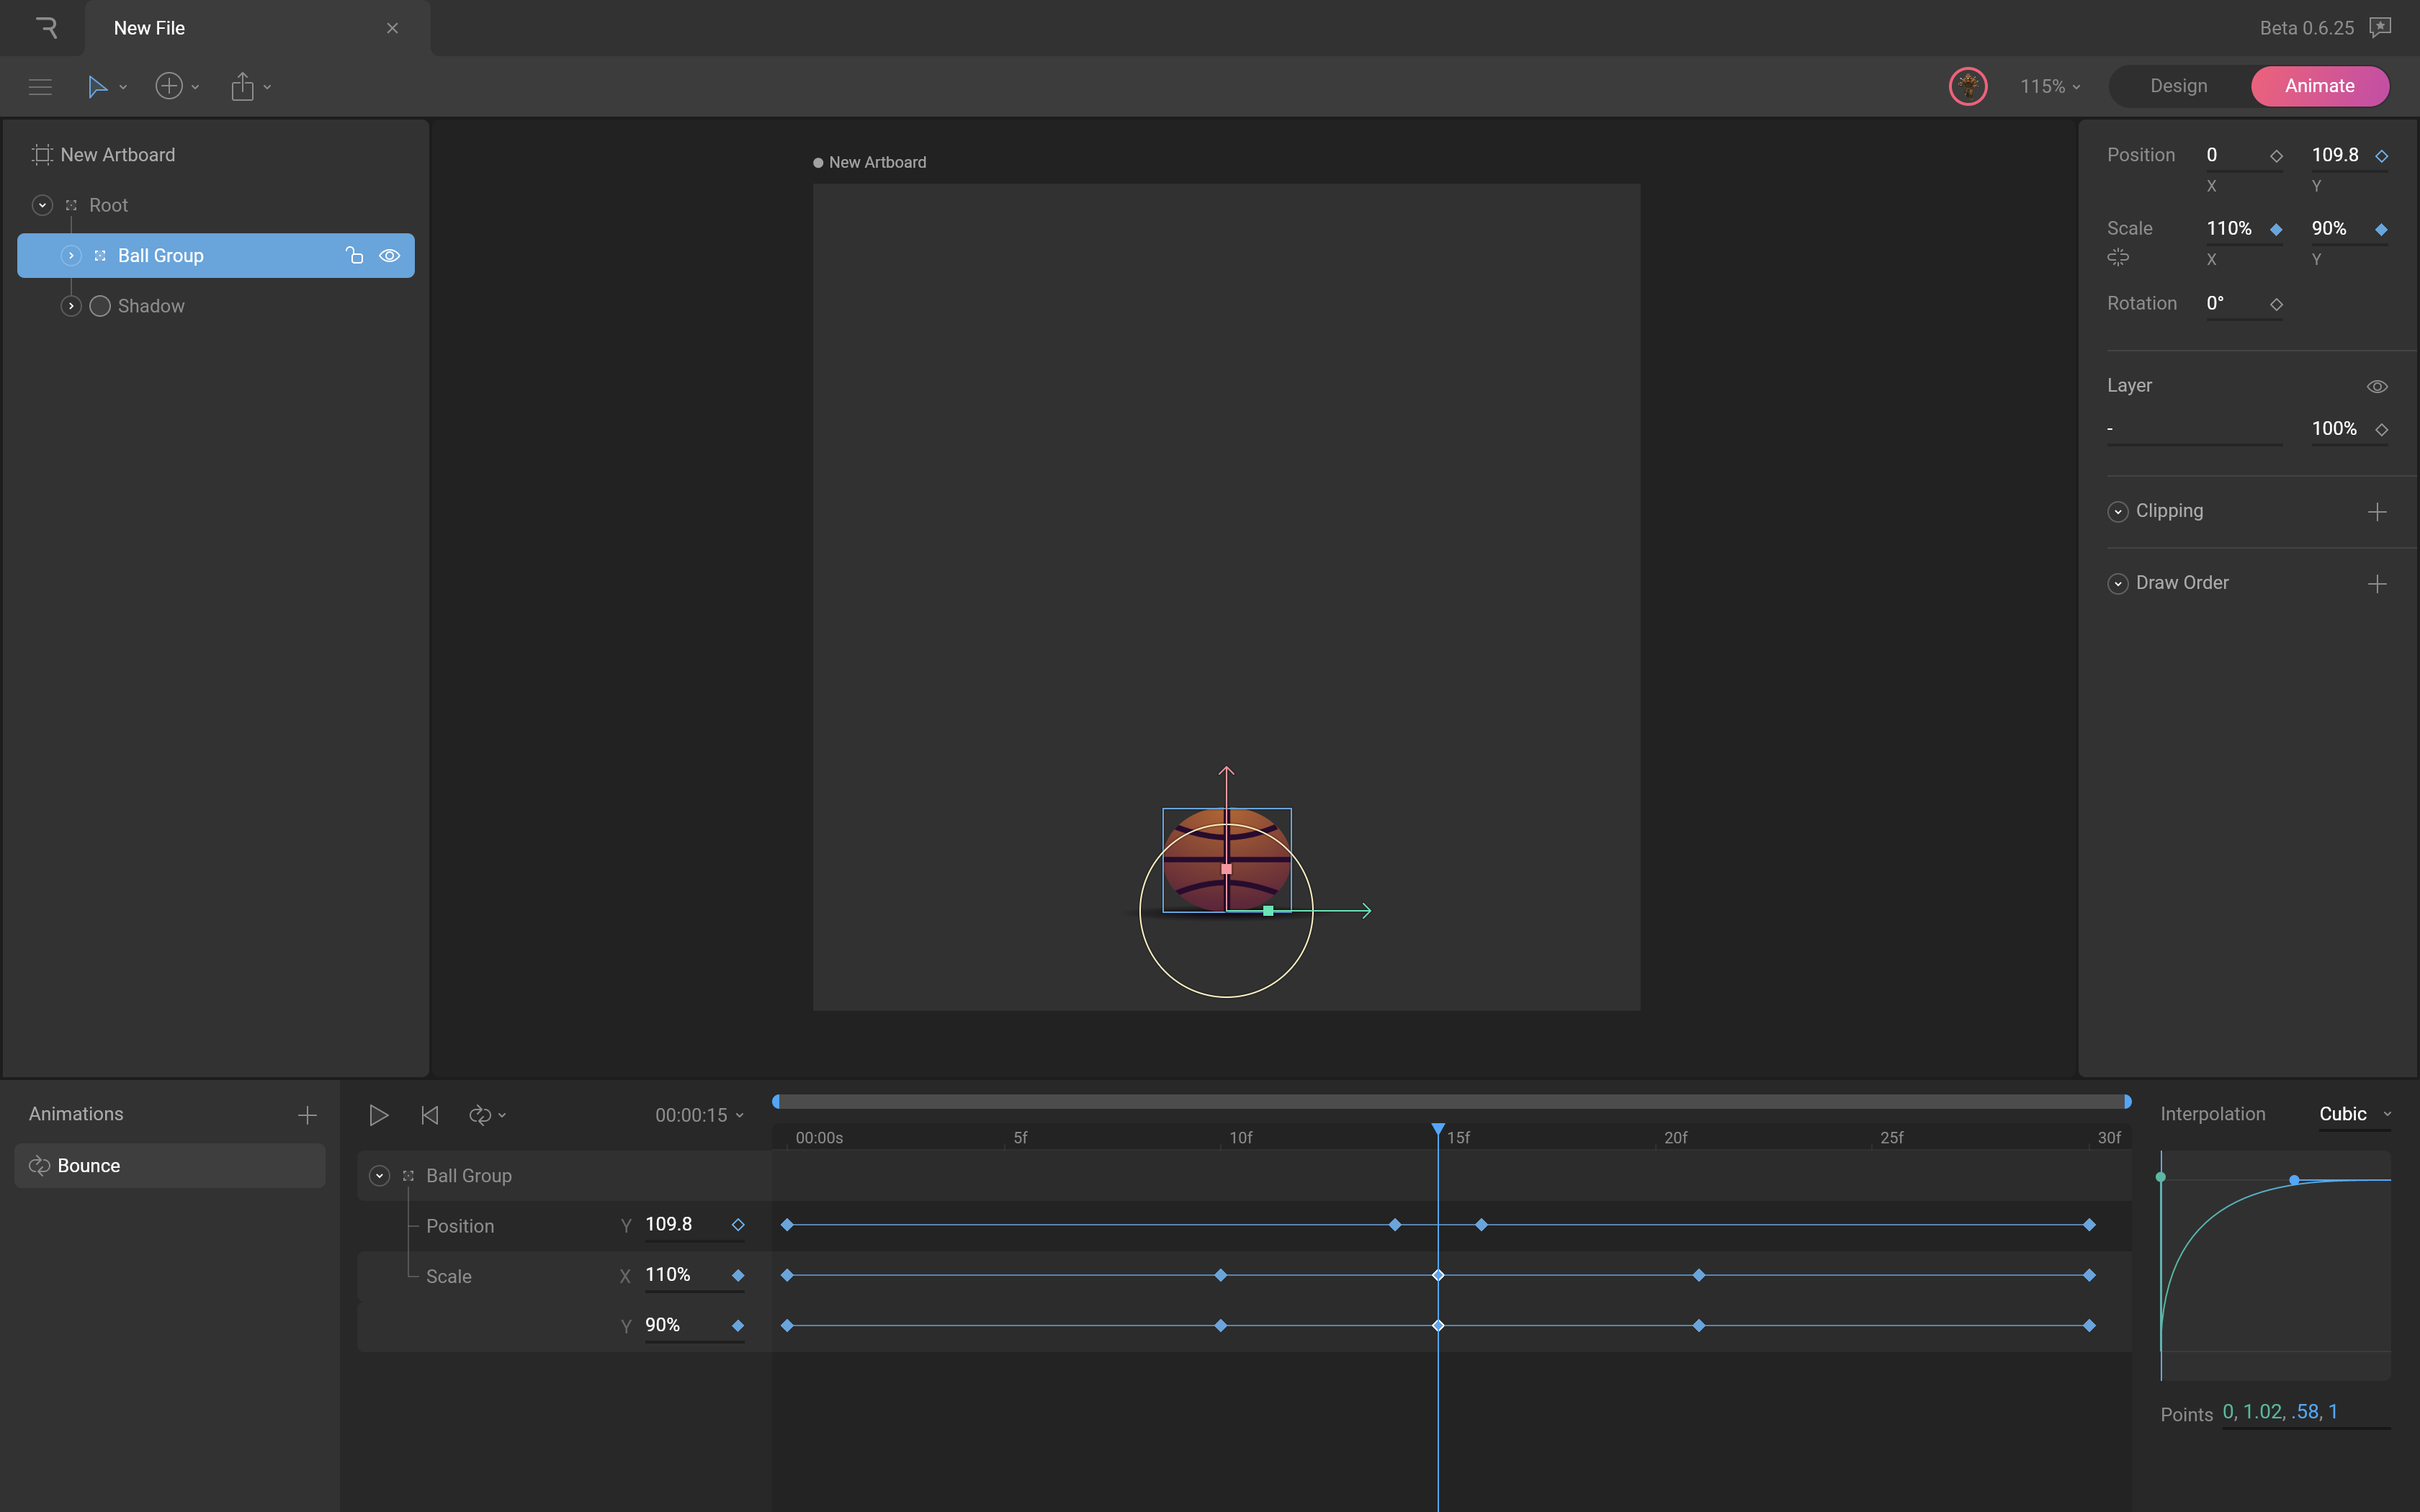 New File
Beta 0.6.25
115%
Design
Animate
New Artboard
Root
Ball Group
Shadow
New Artboard
Position 0 109.8
X Y
Scale 110% 90%
X Y
Rotation 0°
Layer
- 100%
Clipping
Draw Order
Animations
Bounce
00:00:15
00:00s 5f 10f 15f 20f 25f 30f
Ball Group
Position Y 109.8
Scale X 110%
Y 90%
Interpolation Cubic
Points 0, 1.02, .58, 1